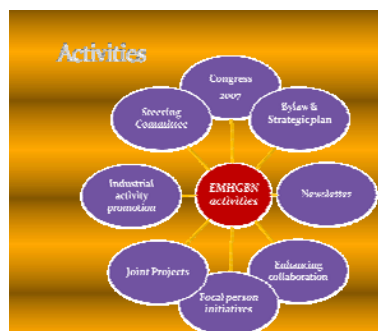 Activities
Congress
2007
Steering
Committee
Bylaw &
Strategic plan
Industrial
activity
promotion
EMHGBN
activities
Newsletter
Joint Projects
Enhancing
collaboration
Focal person
initiatives